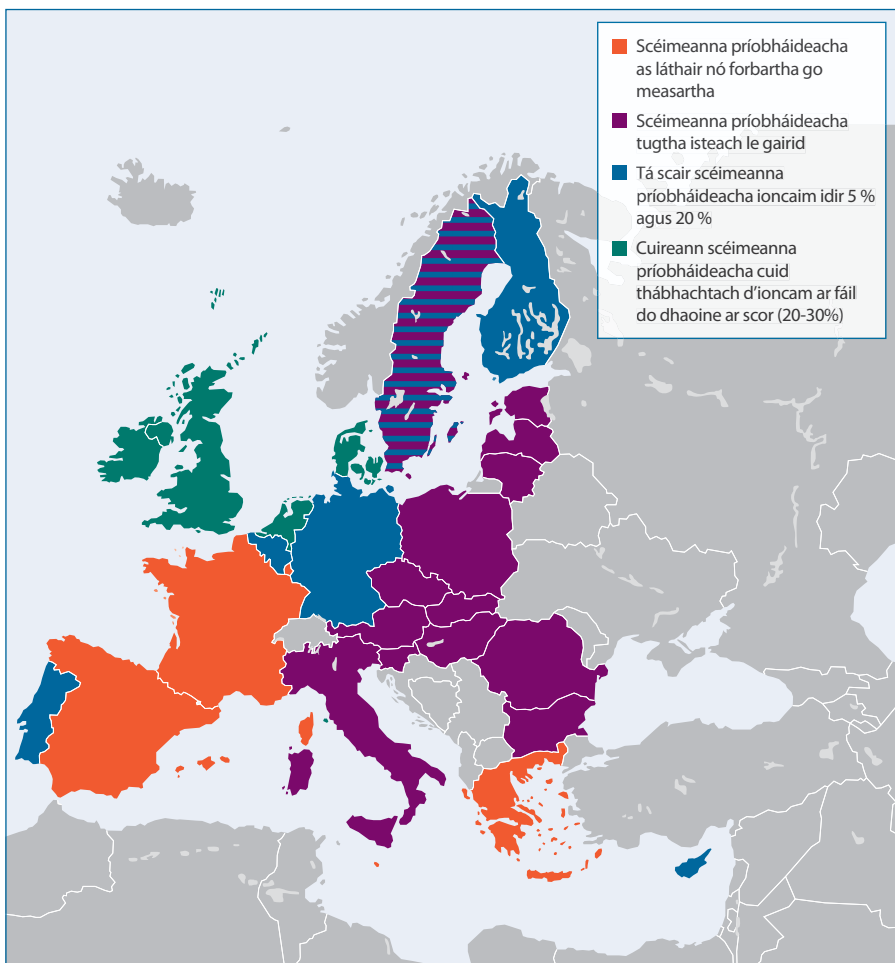 Scéimeanna príobháideacha
as láthair nó forbartha go
measartha
Scéimeanna príobháideacha
tugtha isteach le gairid
Tá scair scéimeanna
príobháideacha ioncaim idir 5 %
agus 20 %
Cuireann scéimeanna
príobháideacha cuid
thábhachtach d’ioncam ar fáil
do dhaoine ar scor (20-30%)